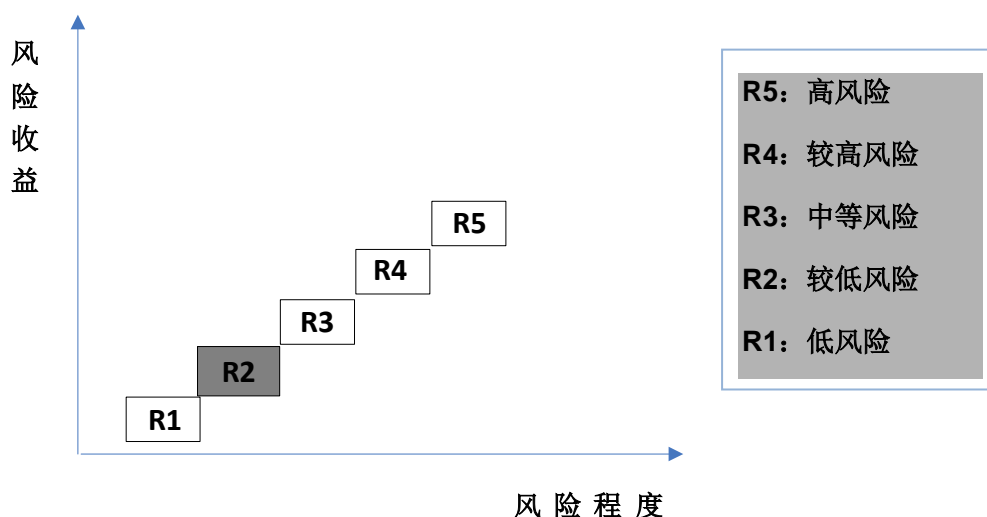 风
险
收
益
R5
R4
R3
R2
R1
风 险 程 度
R5：高风险
R4：较高风险
R3：中等风险
R2：较低风险
R1：低风险